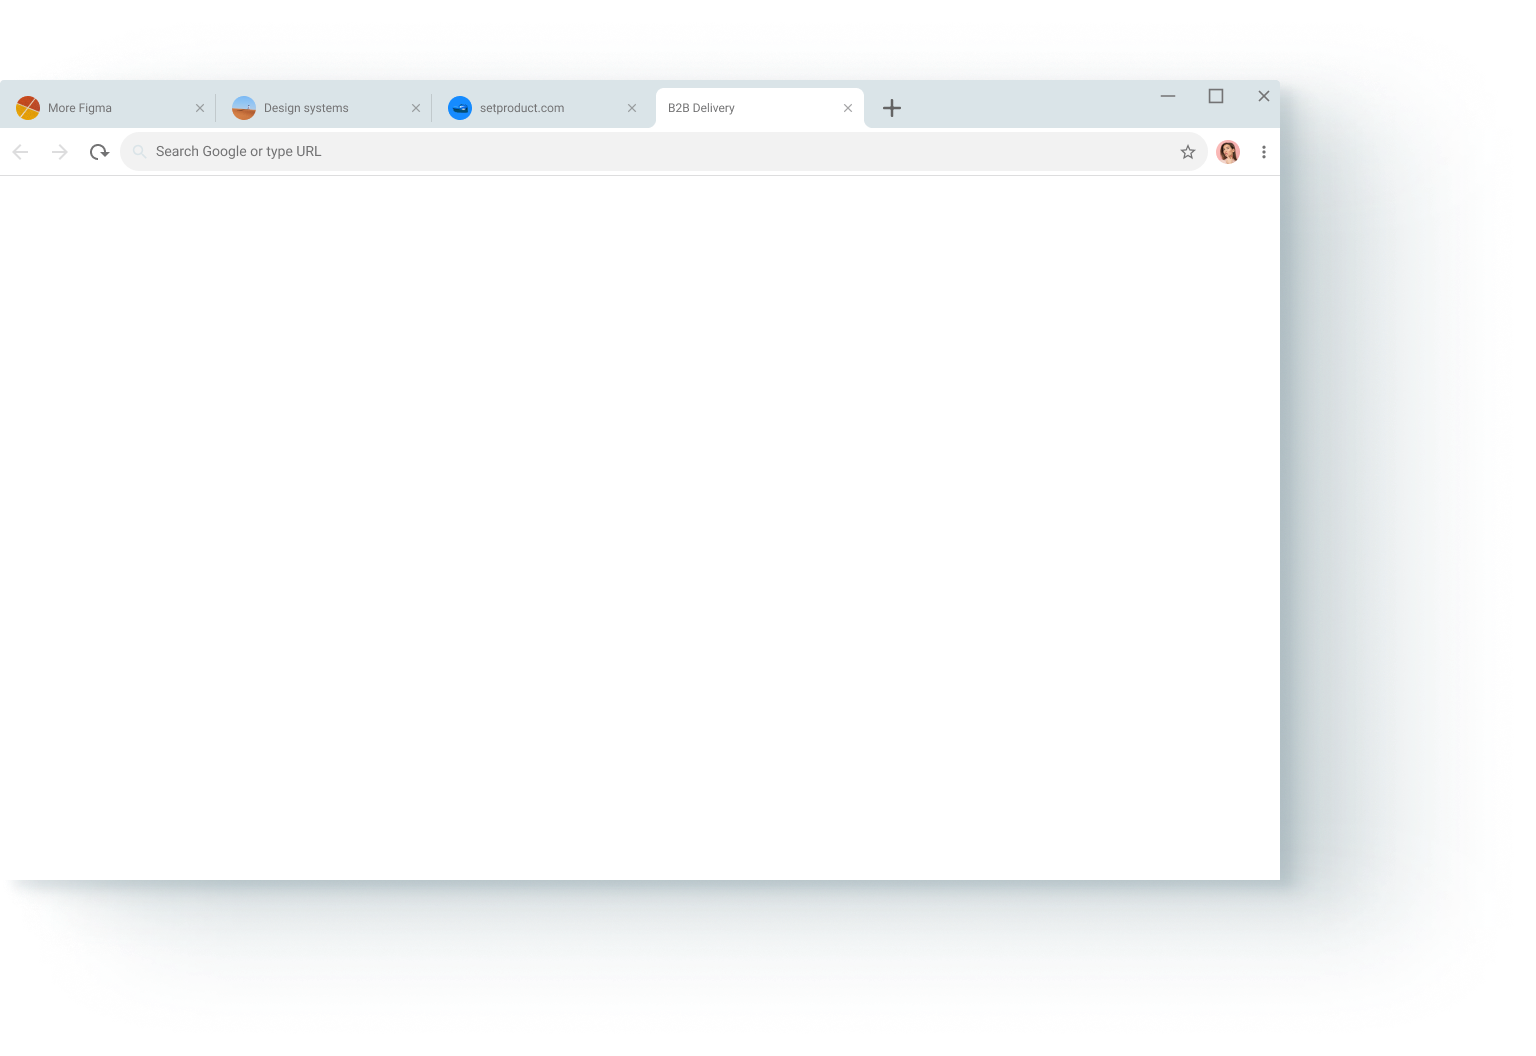 More Figma
Design systems
setproduct.com
B2B Delivery
Search Google or type URL